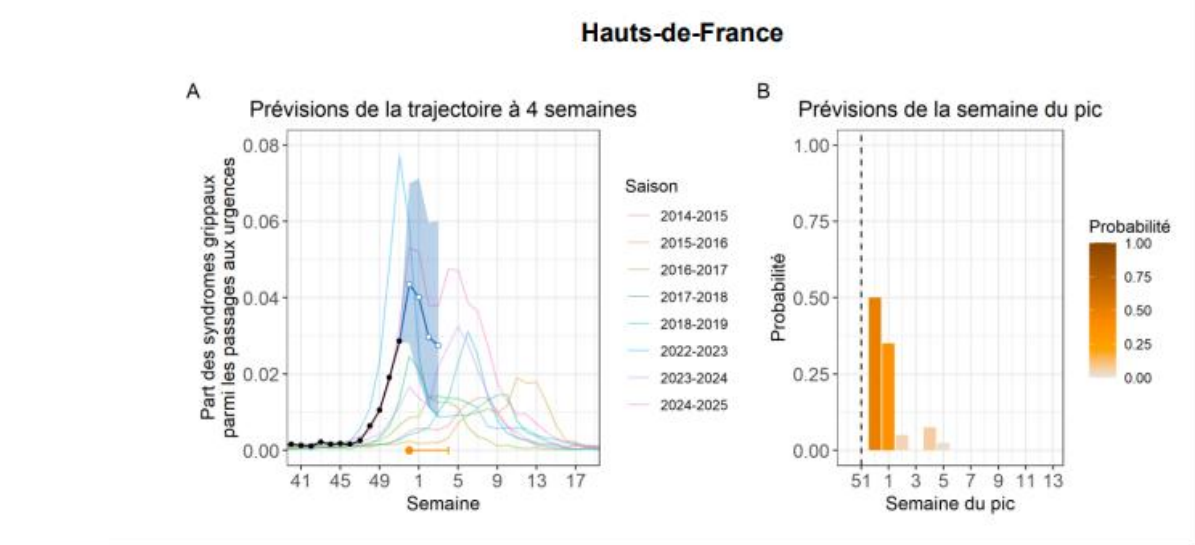 Hauts-de-France
A
Prévisions de la trajectoire à 4 semaines
Part des syndromes grippaux
parmi les passages aux urgences
0.08
0.06
0.04
0.02
0.00
41 45 49 1 5 9 13 17
Semaine
Saison
2014-2015
2015-2016
2016-2017
2017-2018
2018-2019
2022-2023
2023-2024
2024-2025
B
Prévisions de la semaine du pic
Probabilité
1.00
0.75
0.50
0.25
0.00
51 1 3 5 7 9 11 13
Semaine du pic
Probabilité
1.00
0.75
0.50
0.25
0.00